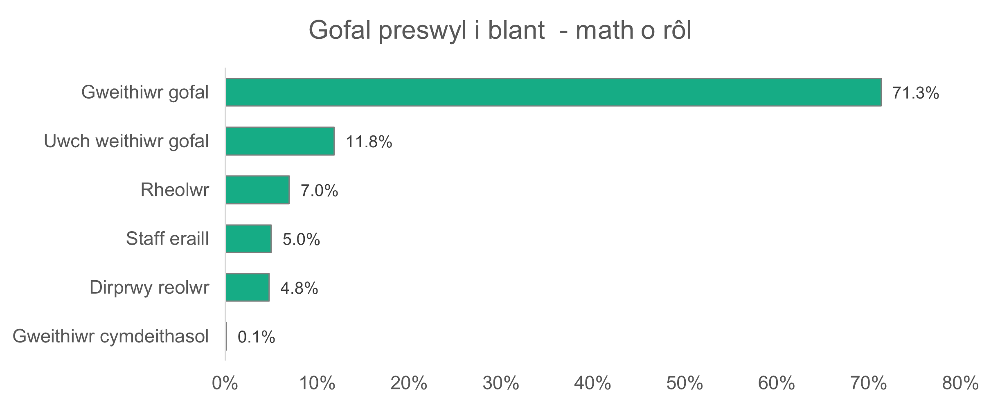 Gofal preswyl i blant  - math o rôl
Gweithiwr gofal
71.3%
Uwch weithiwr gofal
11.8%
Rheolwr
7.0%
Staff eraill
5.0%
Dirprwy reolwr
4.8%
Gweithiwr cymdeithasol
0.1%
0% 10% 20% 30% 40% 50% 60% 70% 80%